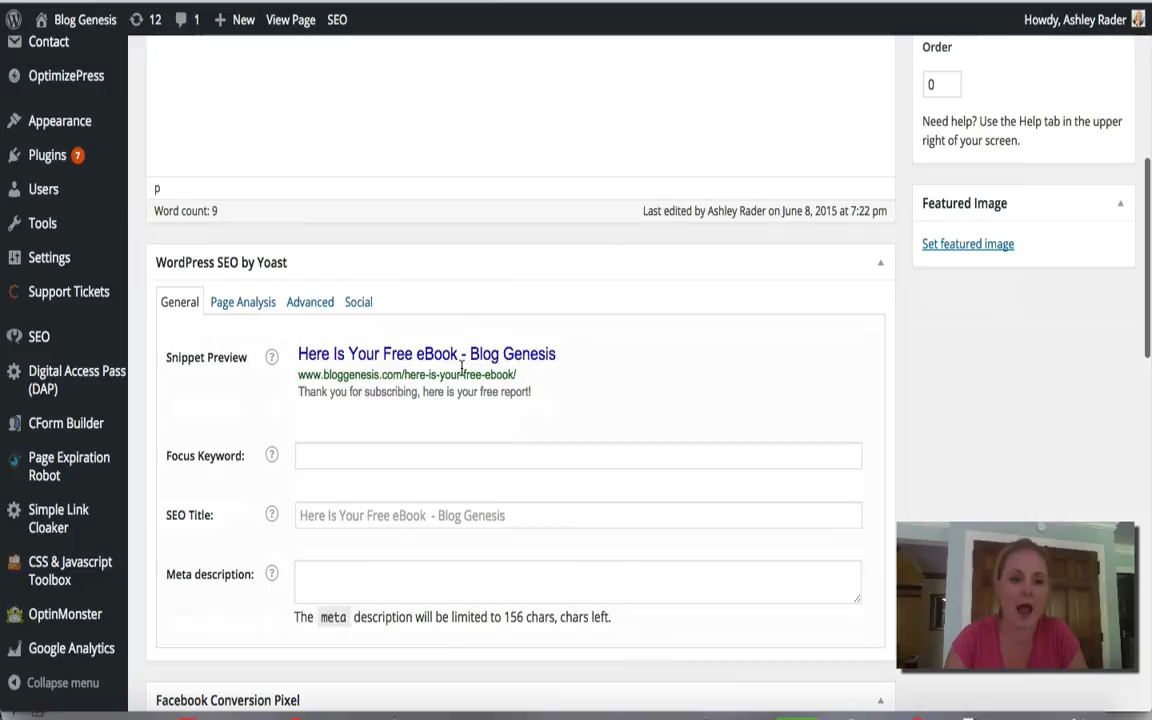 Blog Genesis 12 1 New View Page SEO Howdy, Ashley Rader
Contact
OptimizePress
Appearance
Plugins 7
Users
Tools
Settings
Support Tickets
SEO
Digital Access Pass
(DAP)
CForm Builder
Page Expiration
Robot
Simple Link
Cloaker
CSS & Javascript
Toolbox
OptinMonster
Google Analytics
Collapse menu
p
Word count: 9 Last edited by Ashley Rader on June 8, 2015 at 7:22 pm
WordPress SEO by Yoast
General Page Analysis Advanced Social
Snippet Preview ? Here Is Your Free eBook - Blog Genesis
www.bloggenesis.com/here-is-your-free-ebook/
Thank you for subscribing, here is your free report!
Focus Keyword: ?
SEO Title: ? Here Is Your Free eBook - Blog Genesis
Meta description: ?
The meta description will be limited to 156 chars, chars left.
Facebook Conversion Pixel
Order
0
Need help? Use the Help tab in the upper
right of your screen.
Featured Image
Set featured image